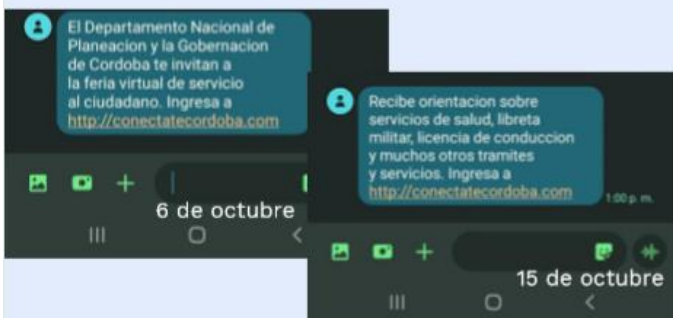 El Departamento Nacional de
Planeacion y la Gobernacion
de Cordoba te invitan a
la feria virtual de servicio
al ciudadano. Ingresa a
http://conectatecordoba.com
6 de octubre
Recibe orientacion sobre
servicios de salud, libreta
militar, licencia de conduccion
y muchos otros tramites
y servicios. Ingresa a
http://conectatecordoba.com
1:00 p. m.
15 de octubre